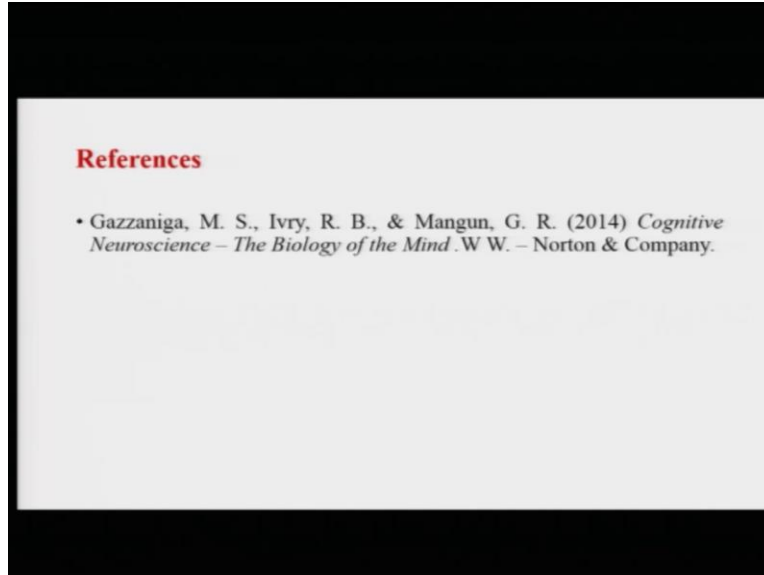 References
• Gazzaniga, M. S., Ivry, R. B., & Mangun, G. R. (2014) Cognitive
Neuroscience – The Biology of the Mind .W W. – Norton & Company.